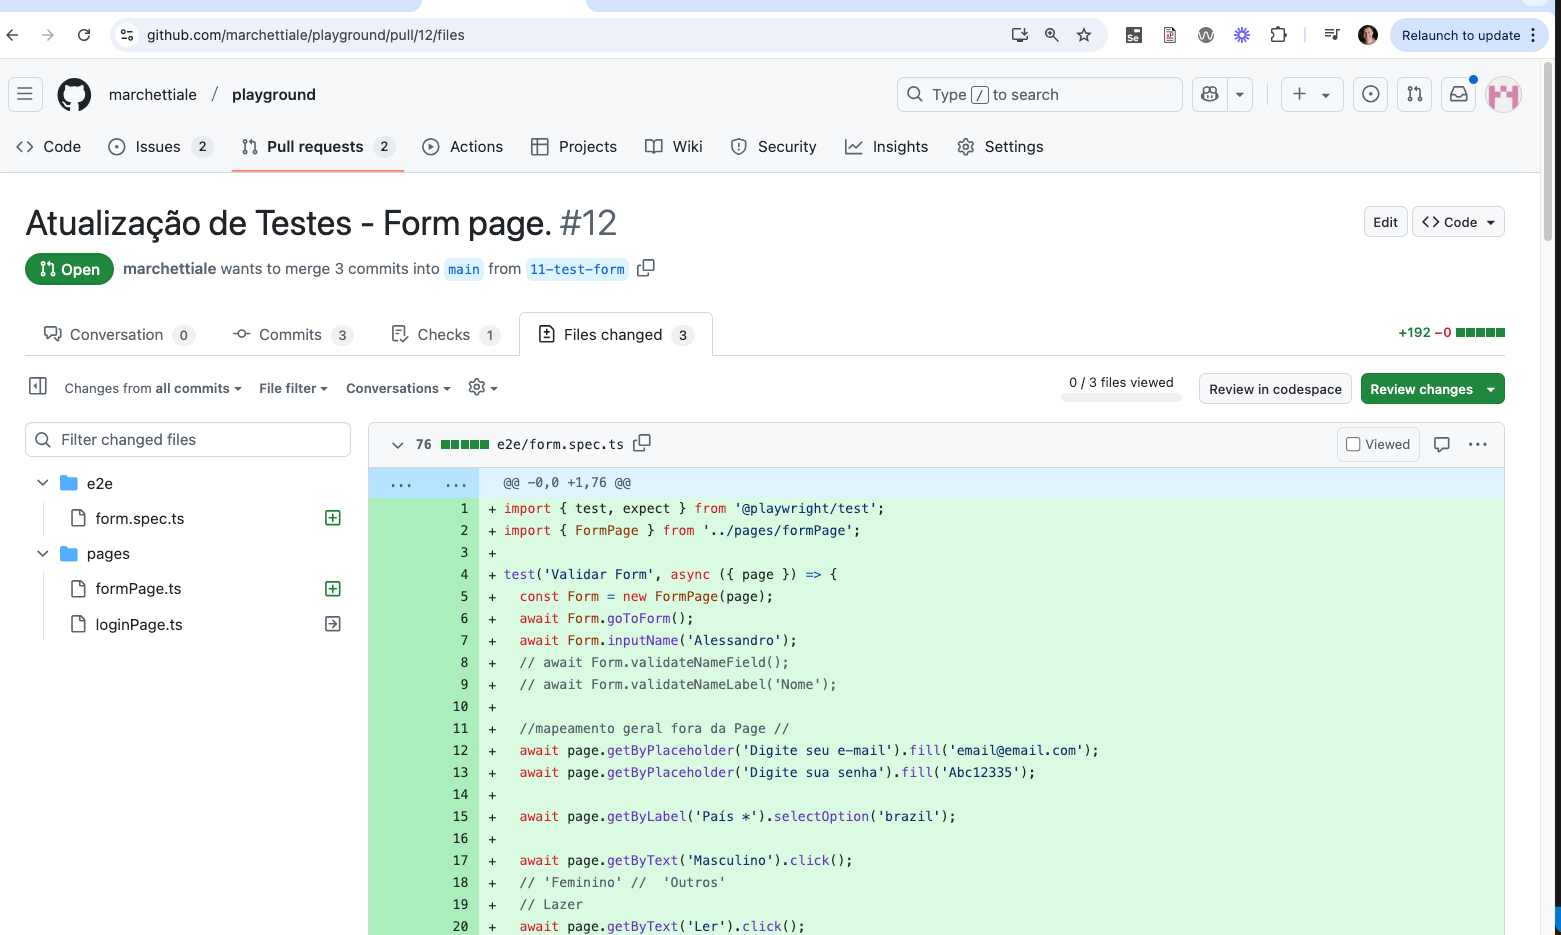 github.com/marchettiale/playground/pull/12/files
Relaunch to update
marchettiale / playground
Type / to search
Code
Issues 2
Pull requests 2
Actions
Projects
Wiki
Security
Insights
Settings
Atualização de Testes - Form page. #12
Edit
<> Code
Open
marchettiale wants to merge 3 commits into main from 11-test-form
Conversation 0
Commits 3
Checks 1
Files changed 3
+192 −0
Changes from all commits
File filter
Conversations
0 / 3 files viewed
Review in codespace
Review changes
Filter changed files
e2e
form.spec.ts
pages
formPage.ts
loginPage.ts
76 e2e/form.spec.ts
Viewed
... ... @@ -0,0 +1,76 @@
1 + import { test, expect } from '@playwright/test';
2 + import { FormPage } from '../pages/formPage';
3 +
4 + test('Validar Form', async ({ page }) => {
5 + const Form = new FormPage(page);
6 + await Form.goToForm();
7 + await Form.inputName('Alessandro');
8 + // await Form.validateNameField();
9 + // await Form.validateNameLabel('Nome');
10 +
11 + //mapeamento geral fora da Page //
12 + await page.getByPlaceholder('Digite seu e-mail').fill('email@email.com');
13 + await page.getByPlaceholder('Digite sua senha').fill('Abc12335');
14 +
15 + await page.getByLabel('País *').selectOption('brazil');
16 +
17 + await page.getByText('Masculino').click();
18 + // 'Feminino' //  'Outros'
19 + // Lazer
20 + await page.getByText('Ler').click();